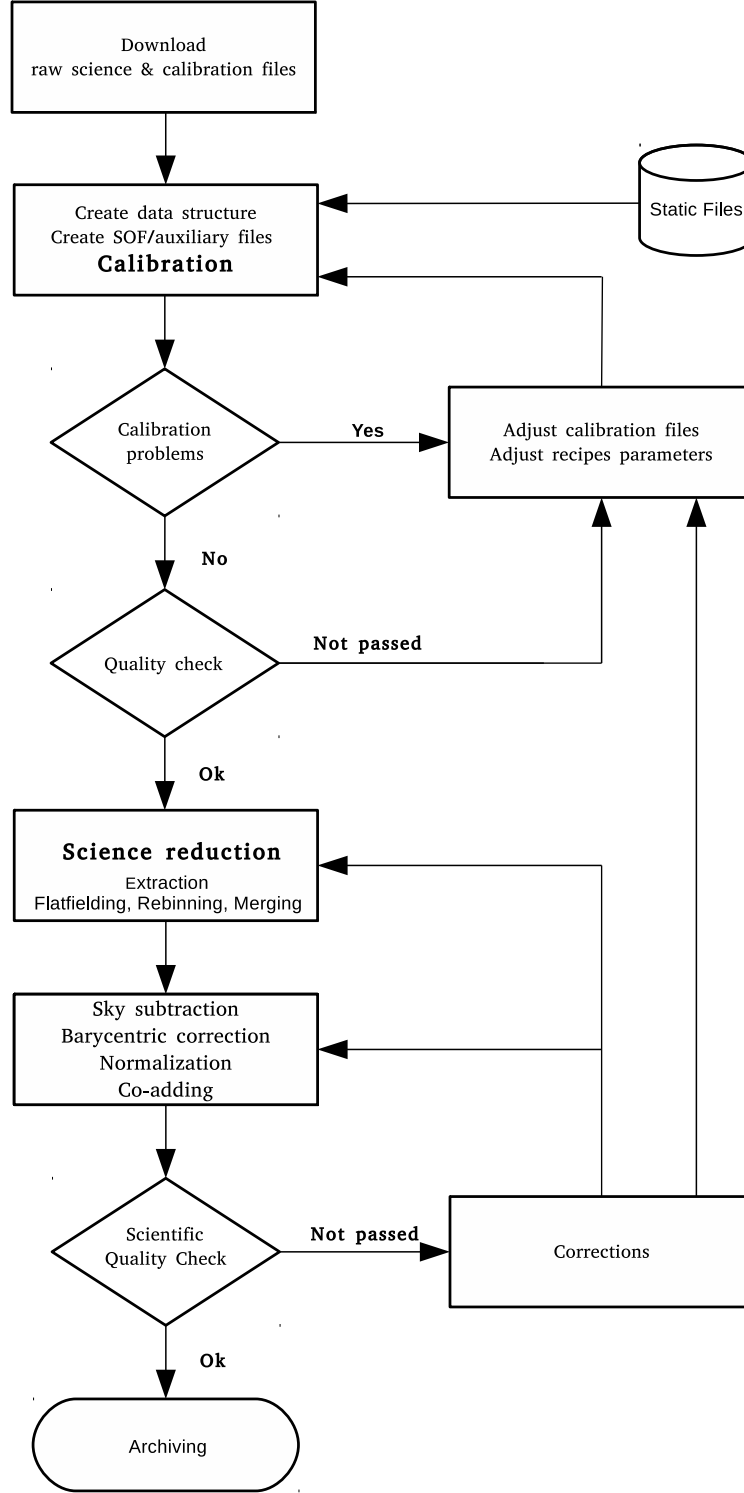 Download
raw science & calibration files
Create data structure
Create SOF/auxiliary files
Calibration
Static Files
Calibration
problems
Yes
Adjust calibration files
Adjust recipes parameters
No
Quality check
Not passed
Ok
Science reduction
Extraction
Flatfielding, Rebinning, Merging
Sky subtraction
Barycentric correction
Normalization
Co-adding
Scientific
Quality Check
Not passed
Corrections
Ok
Archiving